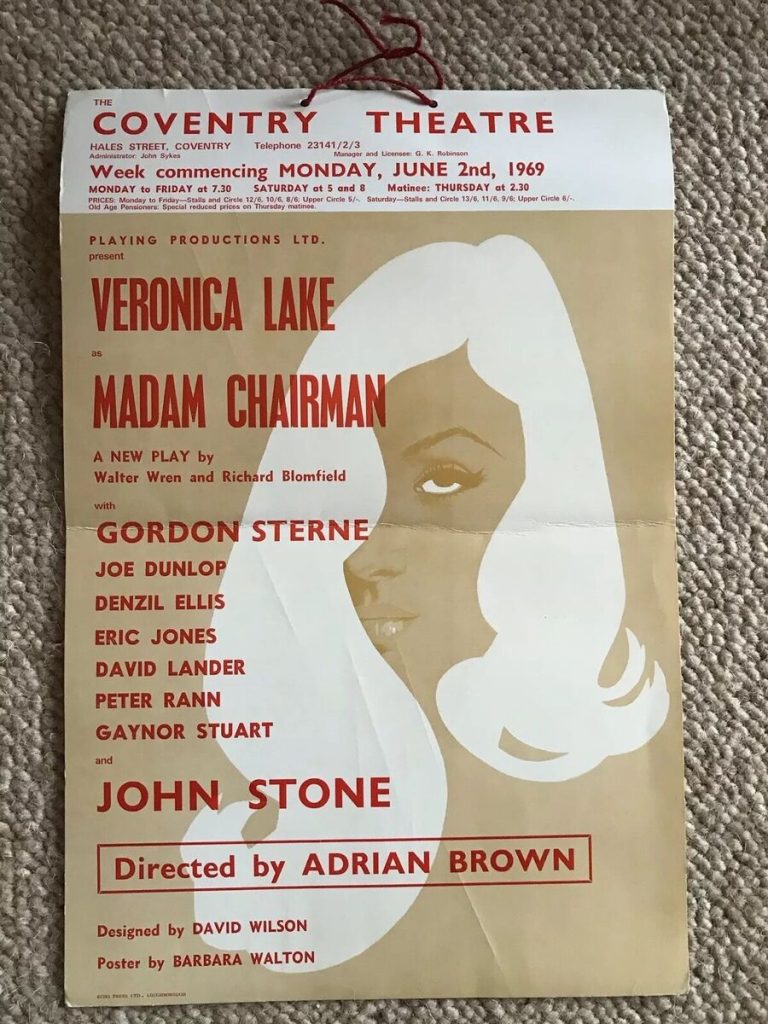 THE
COVENTRY THEATRE
HALES STREET, COVENTRY Telephone 23141/2/3
Administrator: John Sykes Manager and Licensee: G. K. Robinson
Week commencing MONDAY, JUNE 2nd, 1969
MONDAY to FRIDAY at 7.30 SATURDAY at 5 and 8 Matinee: THURSDAY at 2.30
PRICES: Monday to Friday—Stalls and Circle 12/6, 10/6, 8/6; Upper Circle 5/-. Saturday—Stalls and Circle 13/6, 11/6, 9/6; Upper Circle 6/-.
Old Age Pensioners: Special reduced prices on Thursday matinee.
PLAYING PRODUCTIONS LTD.
present
VERONICA LAKE
as
MADAM CHAIRMAN
A NEW PLAY by
Walter Wren and Richard Blomfield
with
GORDON STERNE
JOE DUNLOP
DENZIL ELLIS
ERIC JONES
DAVID LANDER
PETER RANN
GAYNOR STUART
and
JOHN STONE
Directed by ADRIAN BROWN
Designed by DAVID WILSON
Poster by BARBARA WALTON
ECHO PRESS LTD., LOUGHBOROUGH